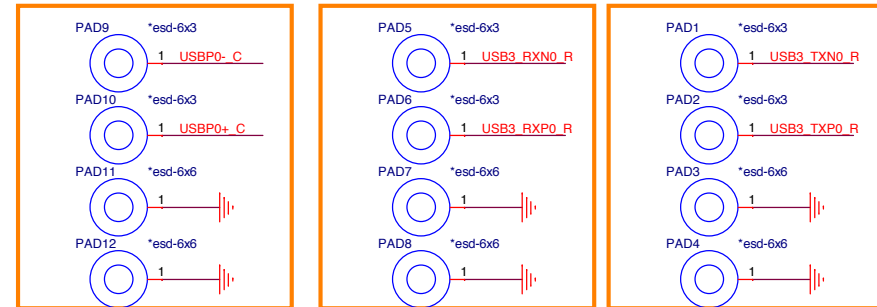 PAD9 *esd-6x3
1 USBP0-_C
PAD10 *esd-6x3
1 USBP0+_C
PAD11 *esd-6x6
1
PAD12 *esd-6x6
1
PAD5 *esd-6x3
1 USB3_RXN0_R
PAD6 *esd-6x3
1 USB3_RXP0_R
PAD7 *esd-6x6
1
PAD8 *esd-6x6
1
PAD1 *esd-6x3
1 USB3_TXN0_R
PAD2 *esd-6x3
1 USB3_TXP0_R
PAD3 *esd-6x6
1
PAD4 *esd-6x6
1